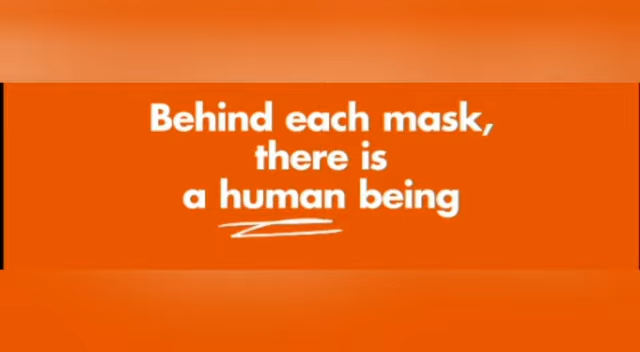 Behind each mask,
there is
a human being